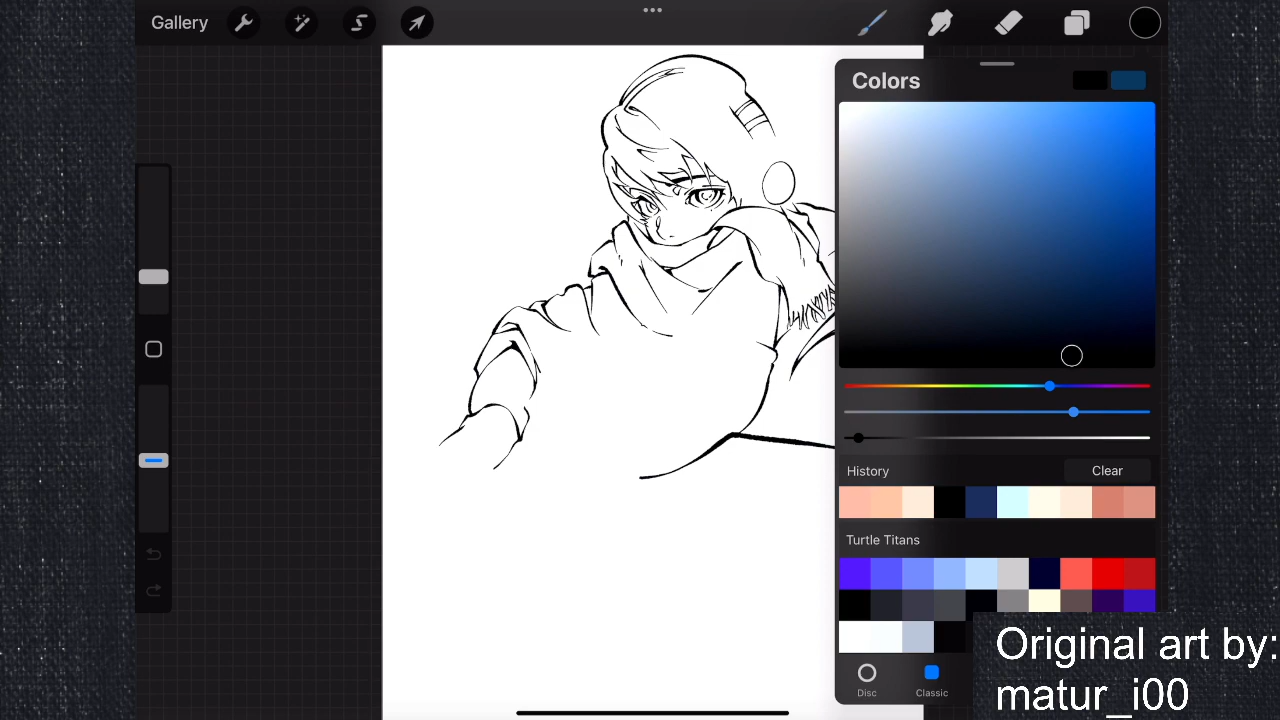 Gallery
Colors
History
Clear
Turtle Titans
Disc
Classic
Original art by:
matur_i00